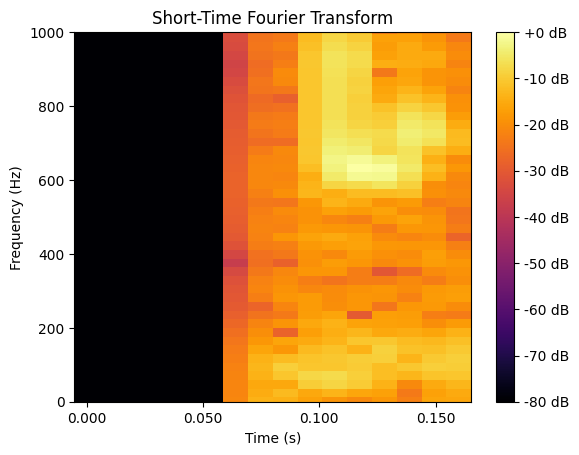 Short-Time Fourier Transform
1000
800
600
400
200
0
Frequency (Hz)
0.000
0.050
0.100
0.150
Time (s)
+0 dB
-10 dB
-20 dB
-30 dB
-40 dB
-50 dB
-60 dB
-70 dB
-80 dB